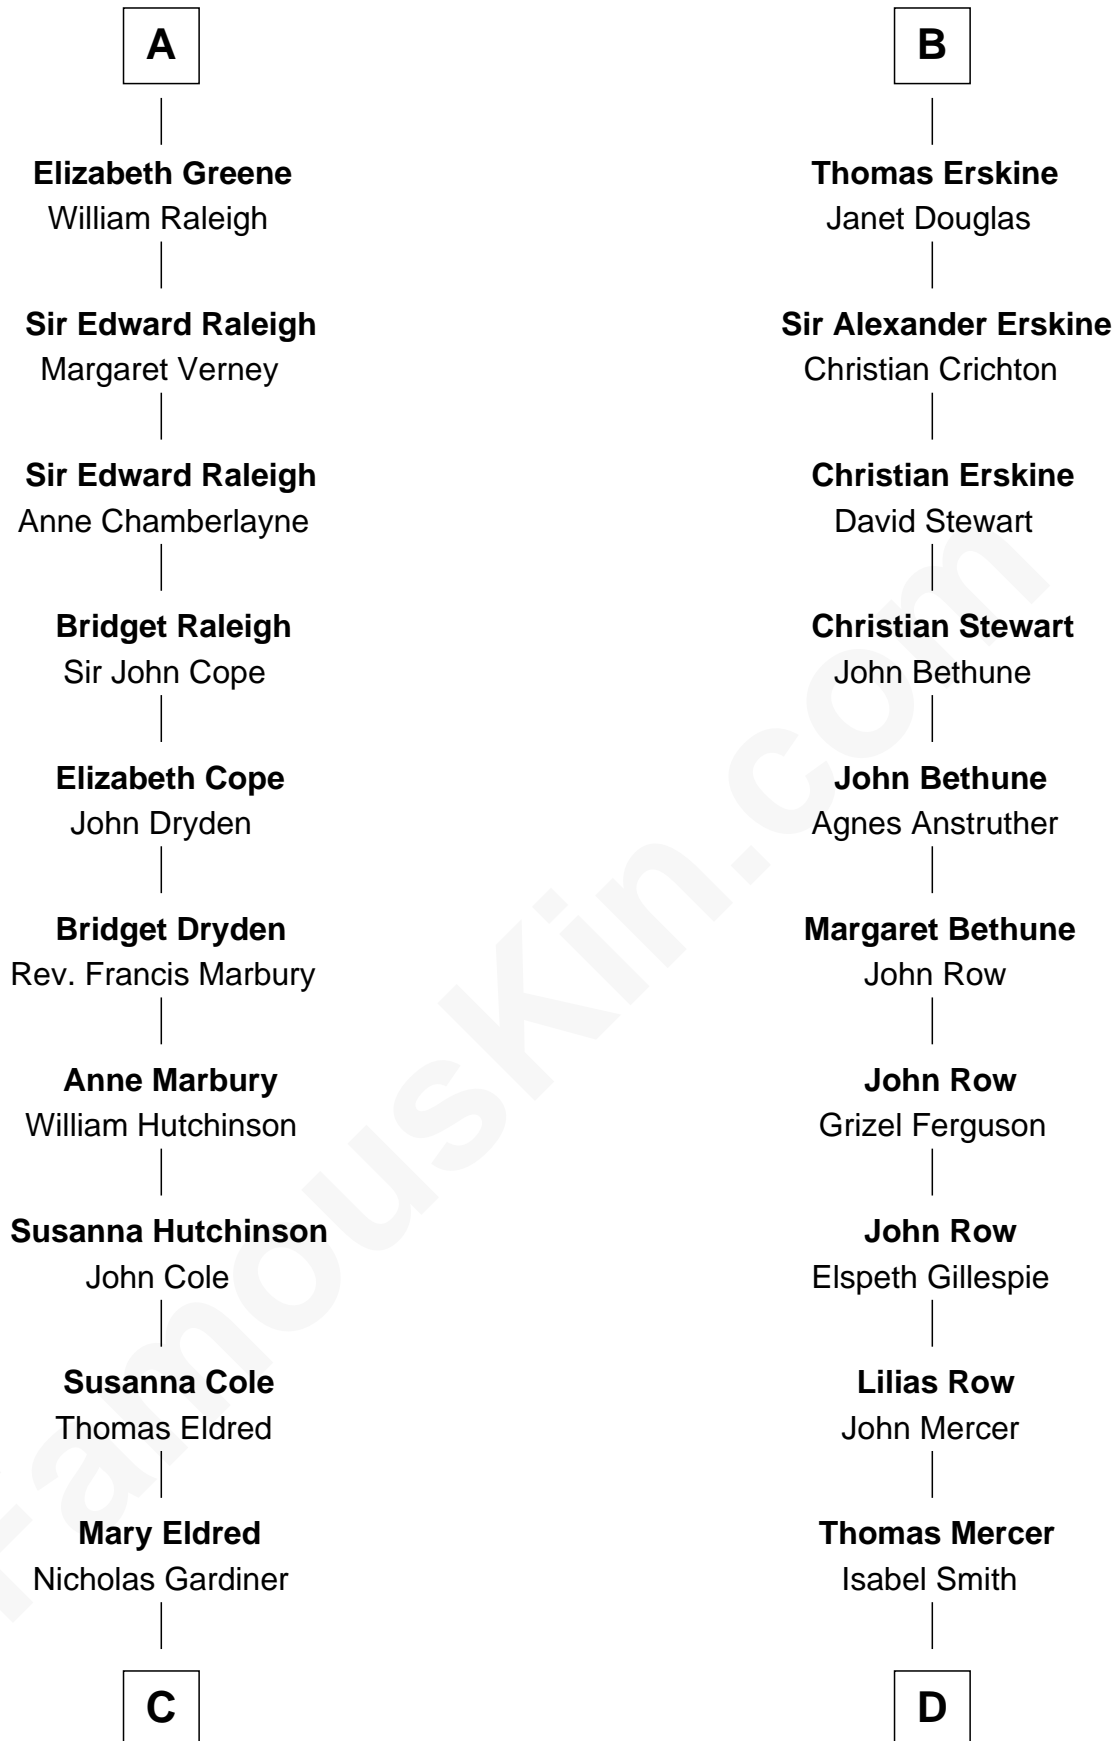 A
Elizabeth Greene
William Raleigh
Sir Edward Raleigh
Margaret Verney
Sir Edward Raleigh
Anne Chamberlayne
Bridget Raleigh
Sir John Cope
Elizabeth Cope
John Dryden
Bridget Dryden
Rev. Francis Marbury
Anne Marbury
William Hutchinson
Susanna Hutchinson
John Cole
Susanna Cole
Thomas Eldred
Mary Eldred
Nicholas Gardiner
C
B
Thomas Erskine
Janet Douglas
Sir Alexander Erskine
Christian Crichton
Christian Erskine
David Stewart
Christian Stewart
John Bethune
John Bethune
Agnes Anstruther
Margaret Bethune
John Row
John Row
Grizel Ferguson
John Row
Elspeth Gillespie
Lilias Row
John Mercer
Thomas Mercer
Isabel Smith
D
FamousKin.com